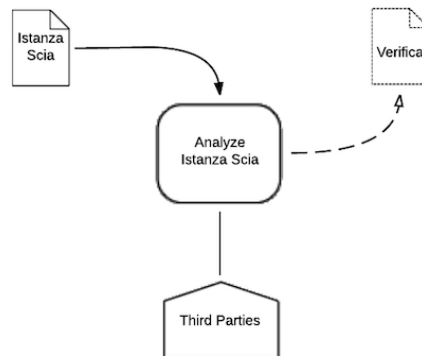 Istanza
Scia
Verifica
Analyze
Istanza Scia
Third Parties